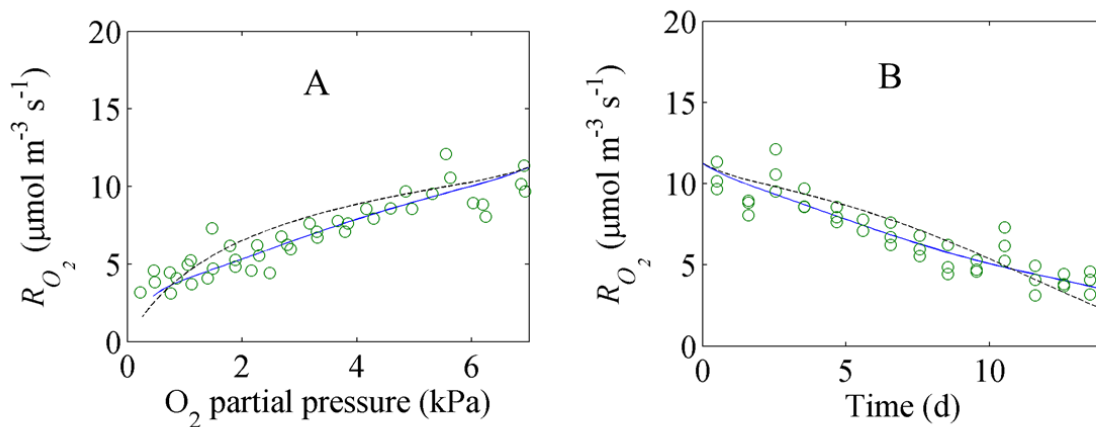 A
20
15
10
5
0
R_O₂ (μmol m⁻³ s⁻¹)
0 2 4 6
O₂ partial pressure (kPa)
B
20
15
10
5
0
R_O₂ (μmol m⁻³ s⁻¹)
0 5 10
Time (d)